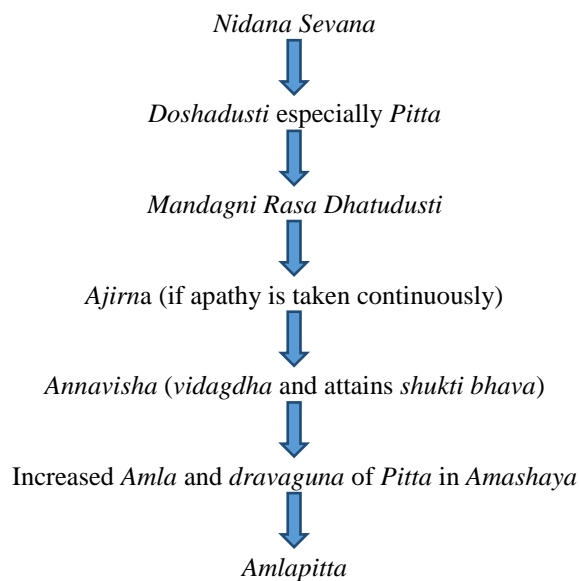 Nidana Sevana
Doshadusti especially Pitta
Mandagni Rasa Dhatudusti
Ajirna (if apathy is taken continuously)
Annavisha (vidagdha and attains shukti bhava)
Increased Amla and dravaguna of Pitta in Amashaya
Amlapitta